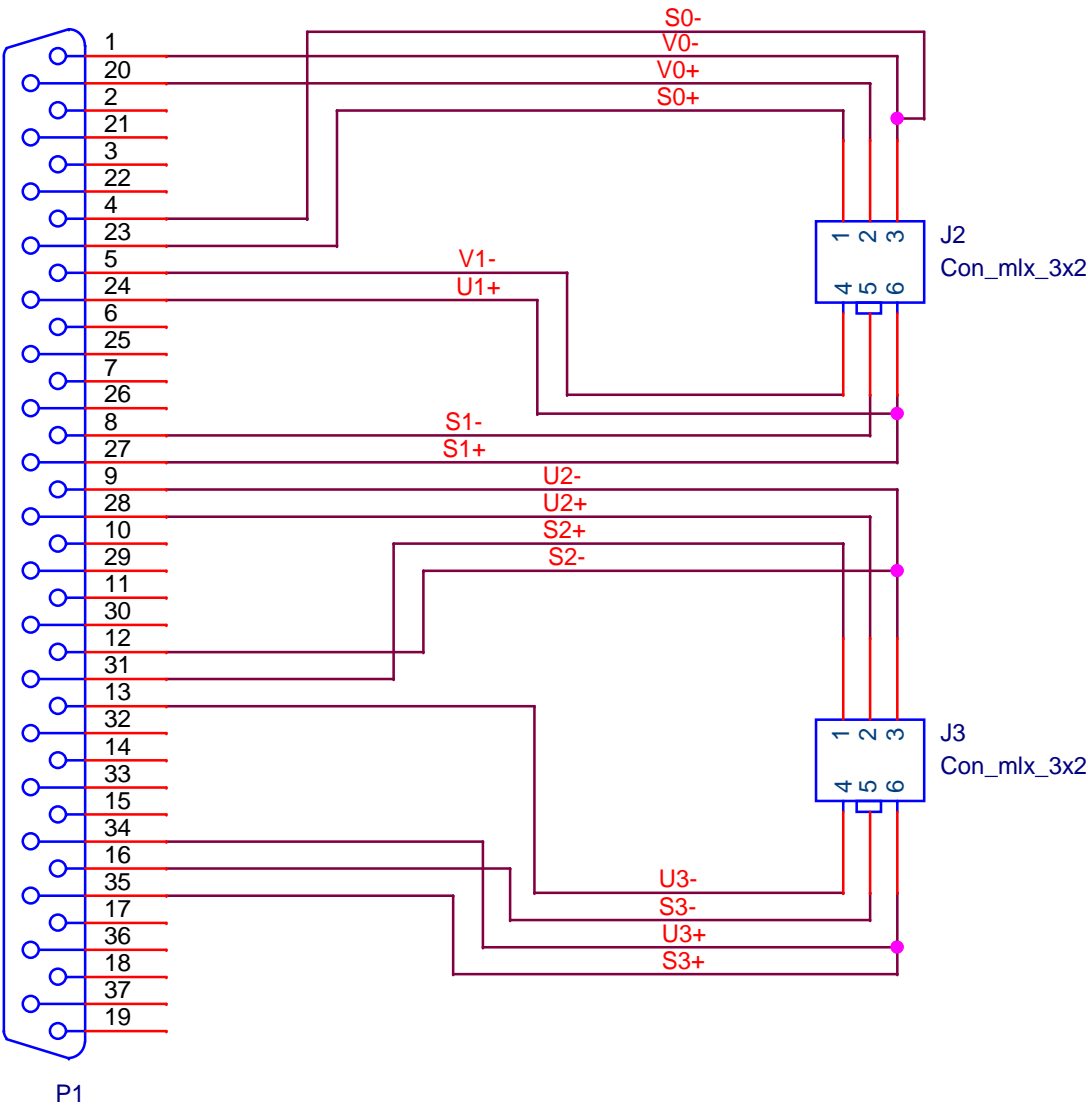 S0-
1
V0-
20
V0+
2
S0+
21
3
22
4
23
1 2 3
J2
5
V1-
Con_mlx_3x2
24
U1+
4 5 6
6
25
7
26
8
S1-
27
S1+
9
U2-
28
U2+
10
S2+
29
S2-
11
30
12
31
13
32
1 2 3
J3
14
Con_mlx_3x2
33
4 5 6
15
34
16
35
U3-
17
S3-
36
U3+
18
S3+
37
19
P1